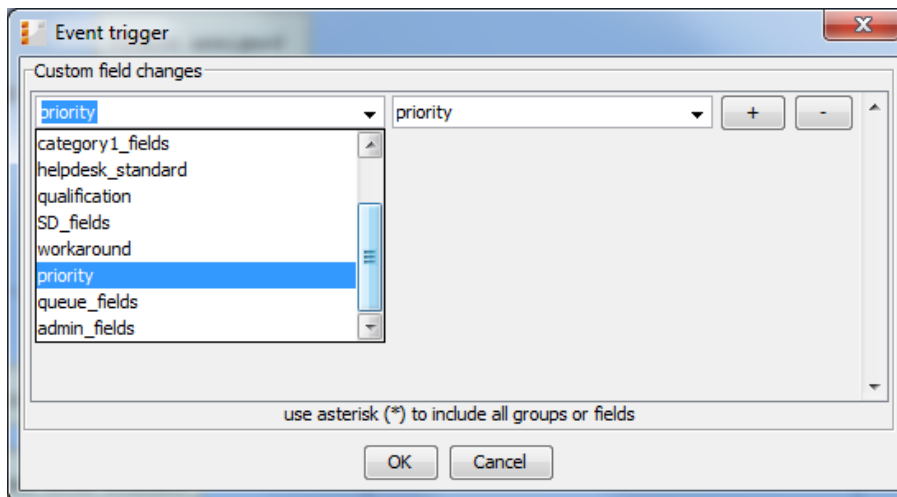 Event trigger
Custom field changes
priority priority + -
category1_fields
helpdesk_standard
qualification
SD_fields
workaround
priority
queue_fields
admin_fields
use asterisk (*) to include all groups or fields
OK Cancel